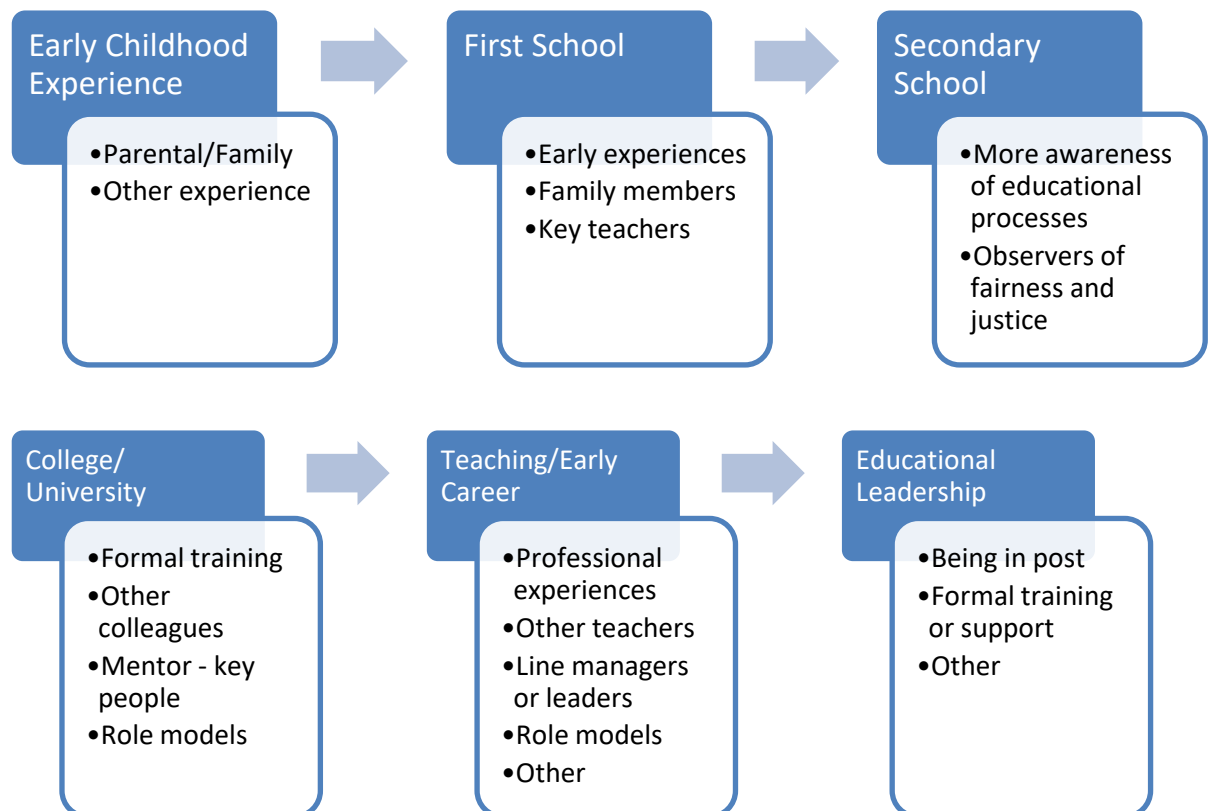 Early Childhood
Experience
•Parental/Family
•Other experience
First School
•Early experiences
•Family members
•Key teachers
Secondary
School
•More awareness
of educational
processes
•Observers of
fairness and
justice
College/
University
•Formal training
•Other
colleagues
•Mentor - key
people
•Role models
Teaching/Early
Career
•Professional
experiences
•Other teachers
•Line managers
or leaders
•Role models
•Other
Educational
Leadership
•Being in post
•Formal training
or support
•Other